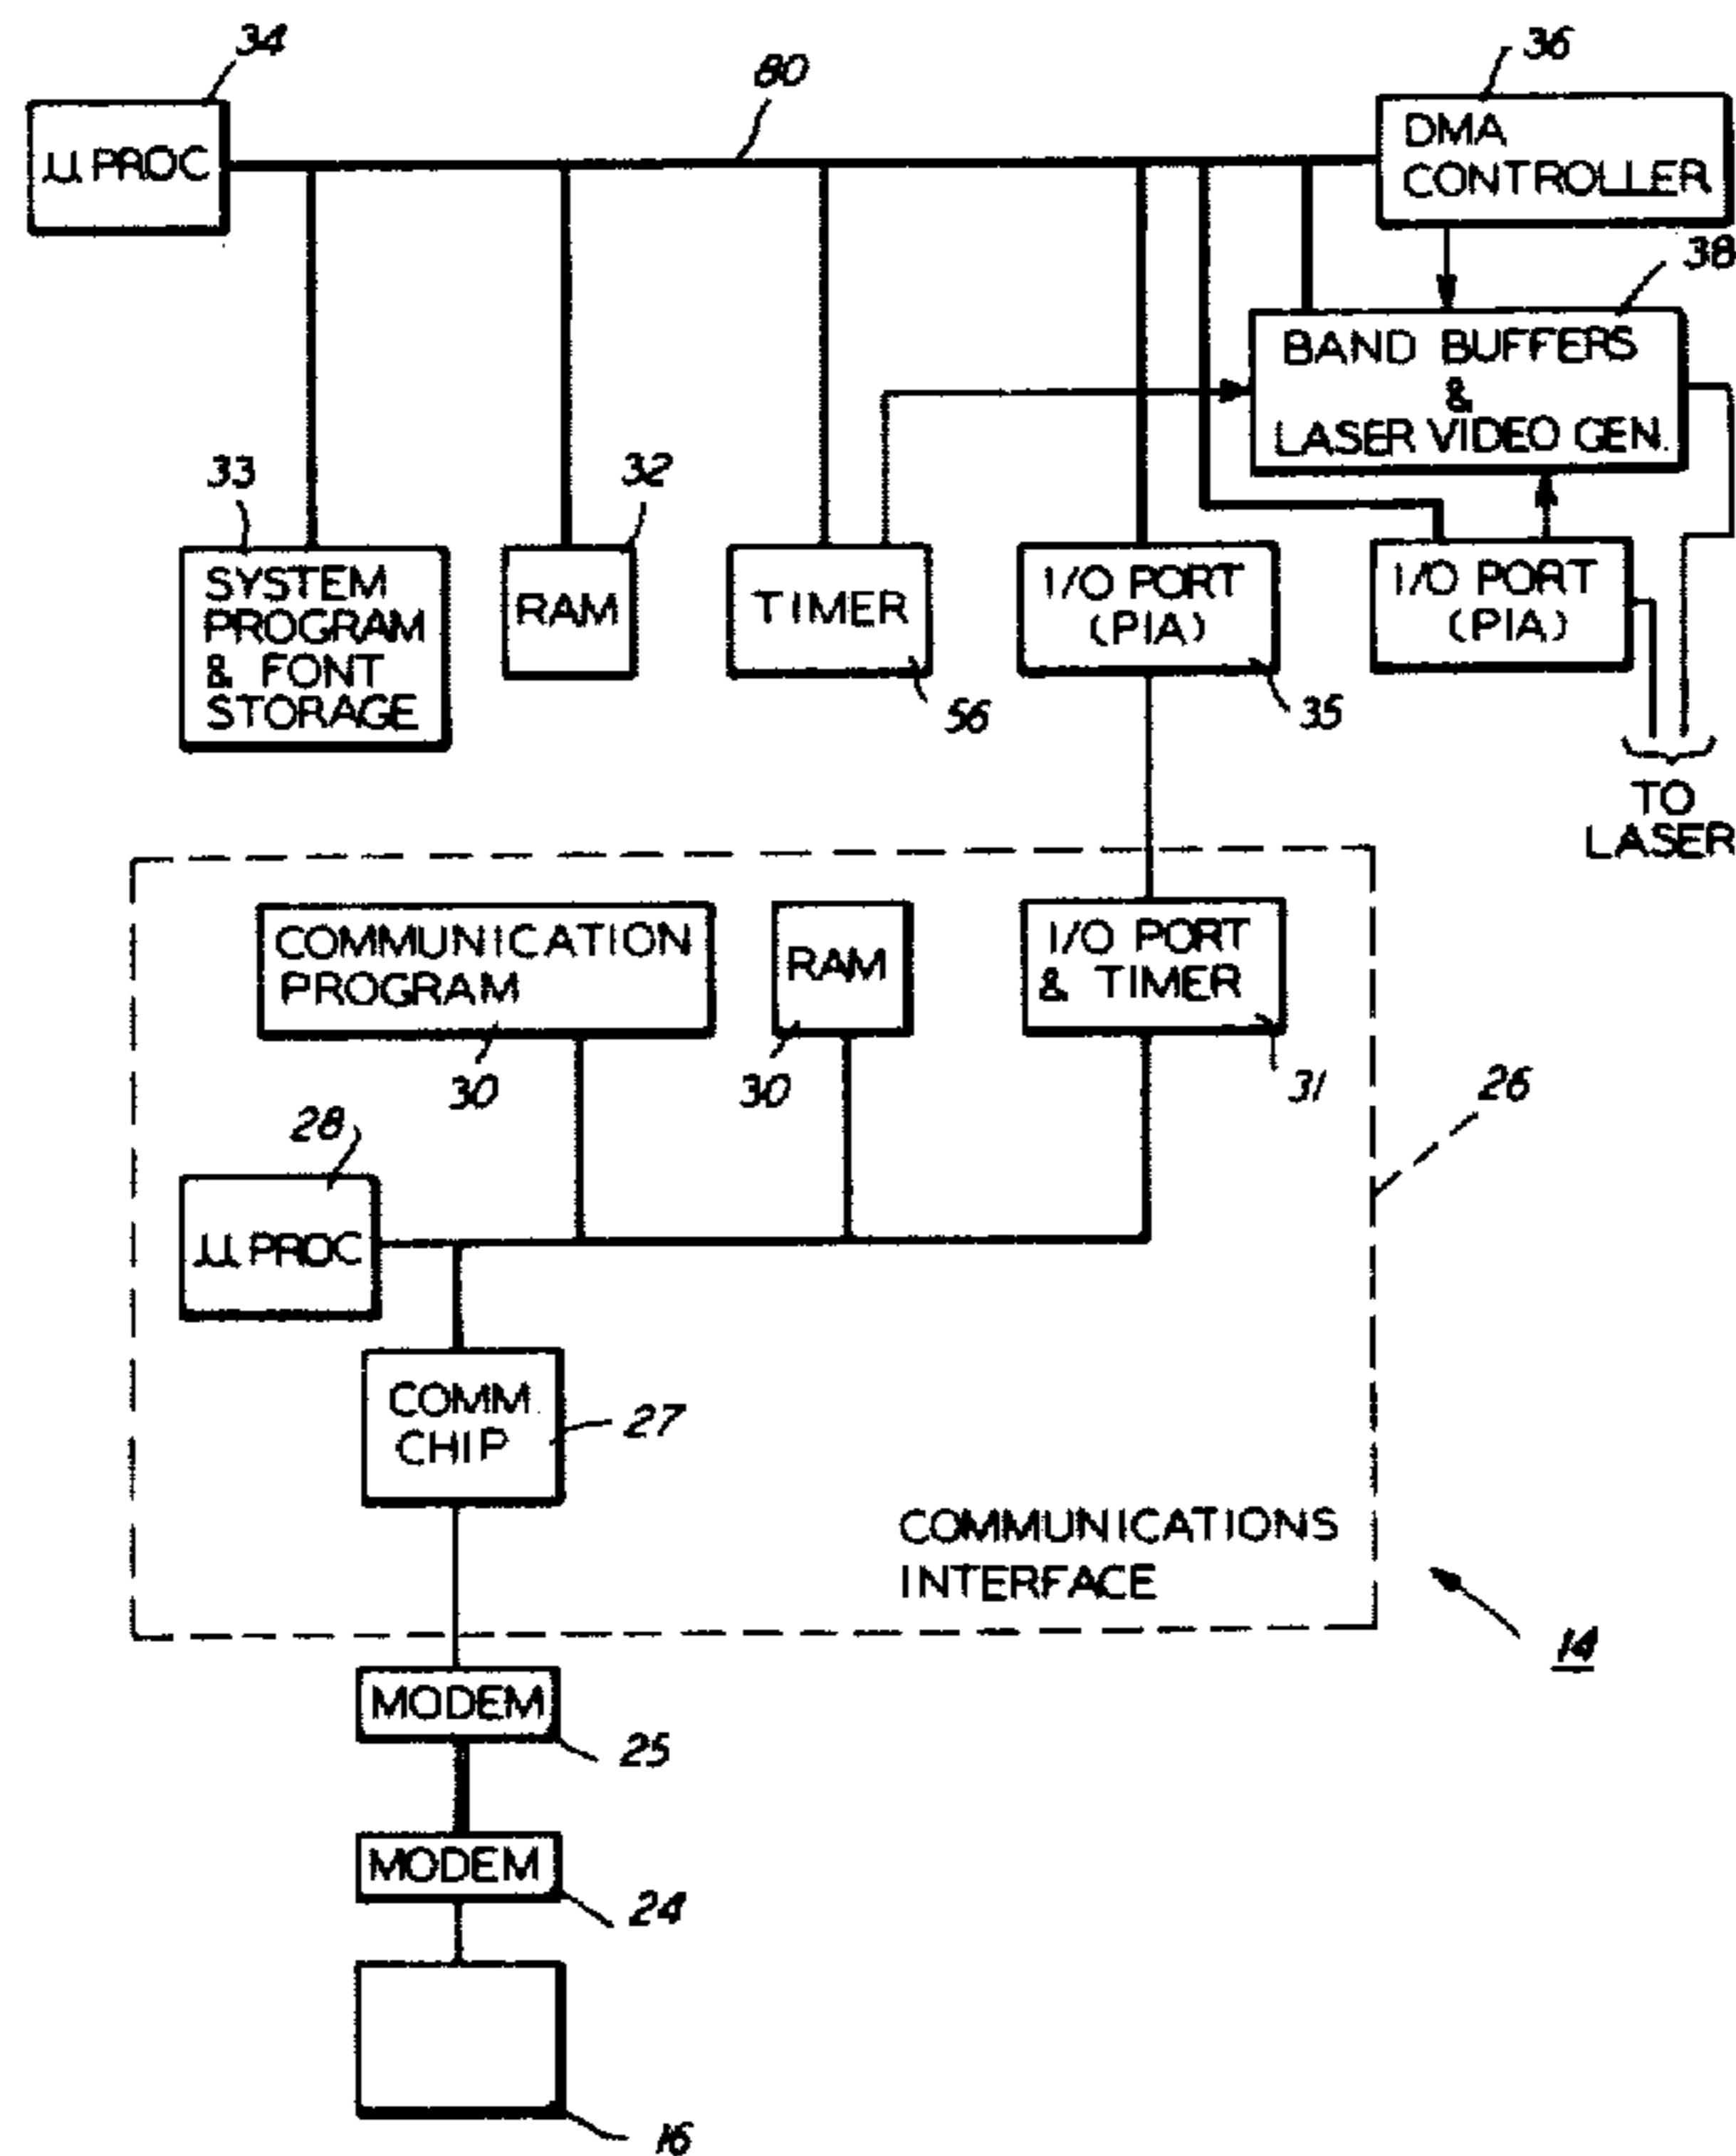 34
80
36
µ PROC
DMA
CONTROLLER
38
BAND BUFFERS
&
LASER VIDEO GEN.
33
32
SYSTEM
PROGRAM
& FONT
STORAGE
RAM
TIMER
I/O PORT
(PIA)
I/O PORT
(PIA)
56
35
TO
LASER
COMMUNICATION
PROGRAM
RAM
I/O PORT
& TIMER
30
30
31
26
28
µ PROC
COMM.
CHIP
27
COMMUNICATIONS
INTERFACE
14
MODEM
25
MODEM
24
16